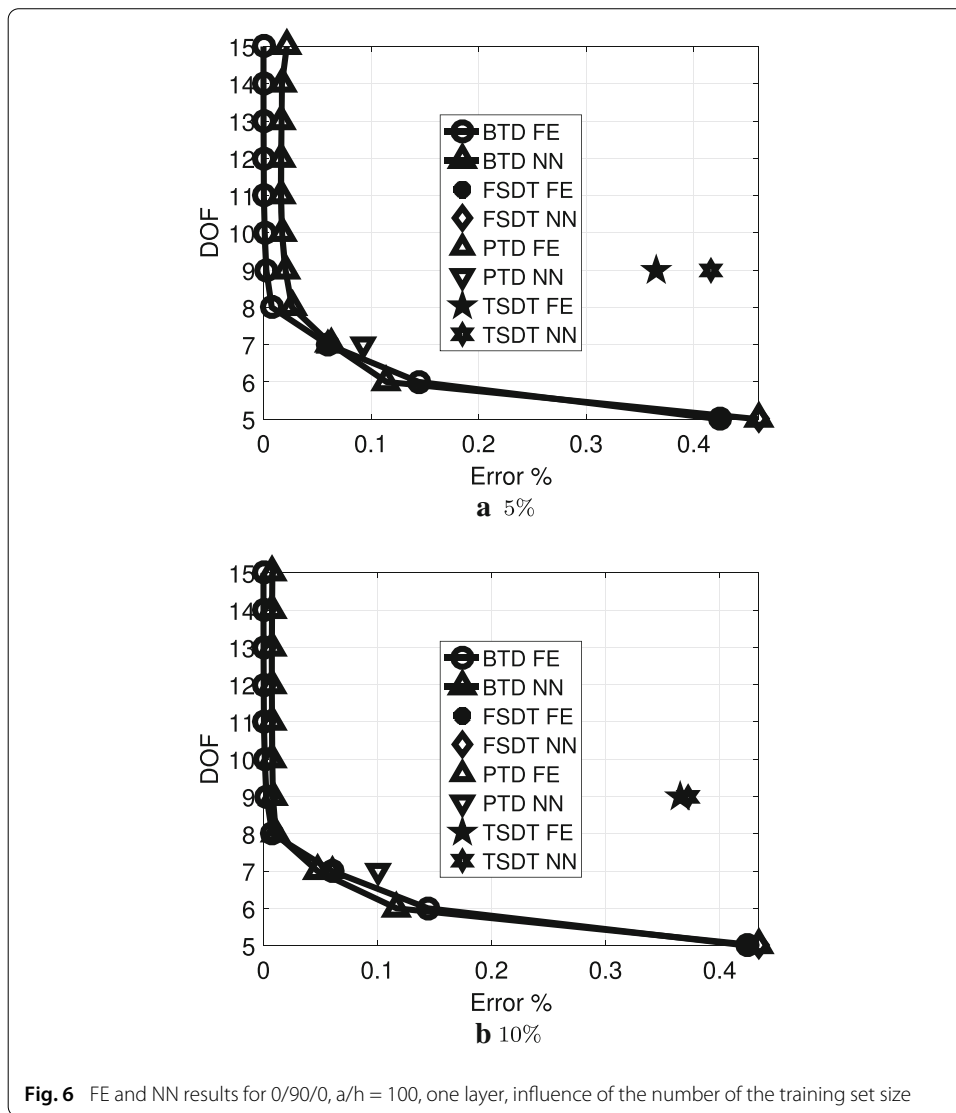 15
14
13
12
11
10
9
8
7
6
5
DOF
BTD FE
BTD NN
FSDT FE
FSDT NN
PTD FE
PTD NN
TSDT FE
TSDT NN
0 0.1 0.2 0.3 0.4
Error %
a 5%
15
14
13
12
11
10
9
8
7
6
5
DOF
BTD FE
BTD NN
FSDT FE
FSDT NN
PTD FE
PTD NN
TSDT FE
TSDT NN
0 0.1 0.2 0.3 0.4
Error %
b 10%
Fig. 6 FE and NN results for 0/90/0, a/h = 100, one layer, influence of the number of the training set size